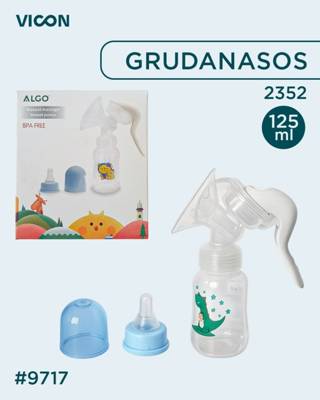 VICON
GRUDANASOS
2352
125
ml
ALGO
BPA FREE
#9717